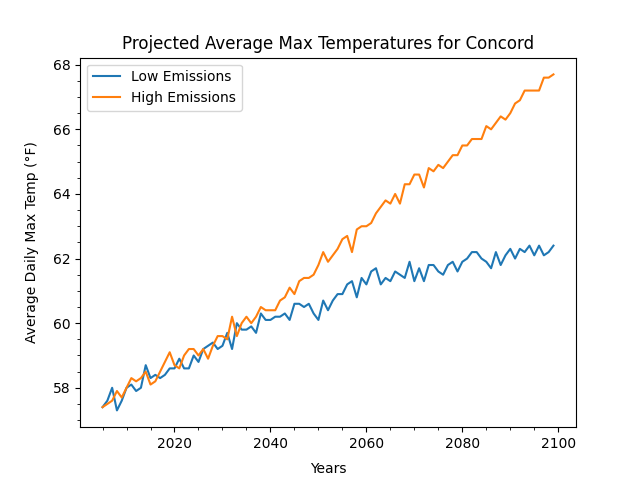 Projected Average Max Temperatures for Concord
Low Emissions
High Emissions
68
66
64
62
60
58
Average Daily Max Temp (°F)
2020 2040 2060 2080 2100
Years